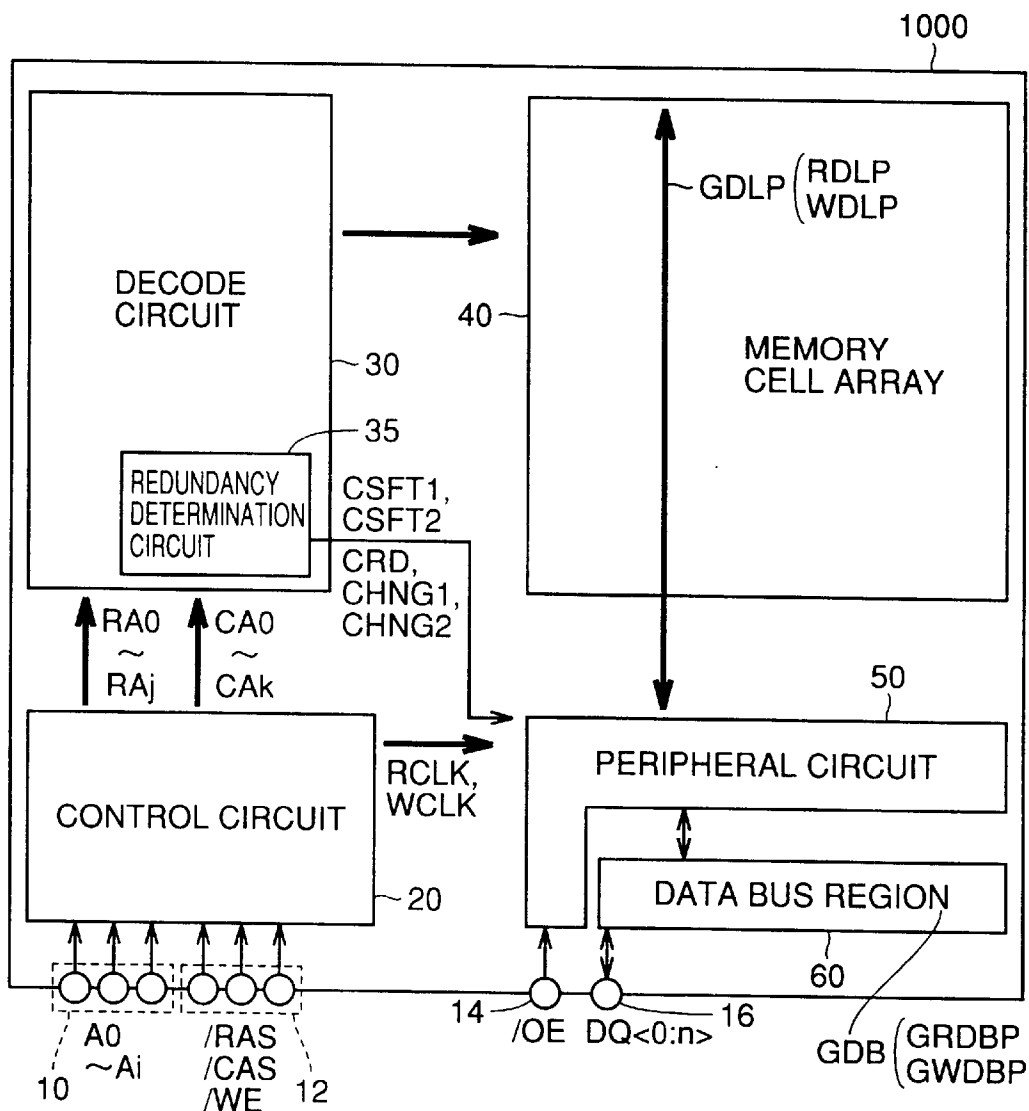 1000
GDLP ( RDLP
WDLP
DECODE
CIRCUIT
40
MEMORY
CELL ARRAY
30
35
REDUNDANCY
DETERMINATION
CIRCUIT
CSFT1,
CSFT2
CRD,
CHNG1,
CHNG2
RA0
~
RAj
CA0
~
CAk
50
PERIPHERAL CIRCUIT
RCLK,
WCLK
CONTROL CIRCUIT
20
DATA BUS REGION
60
10
A0
~Ai
/RAS
/CAS
/WE
12
14
/OE
DQ<0:n>
16
GDB ( GRDBP
GWDBP